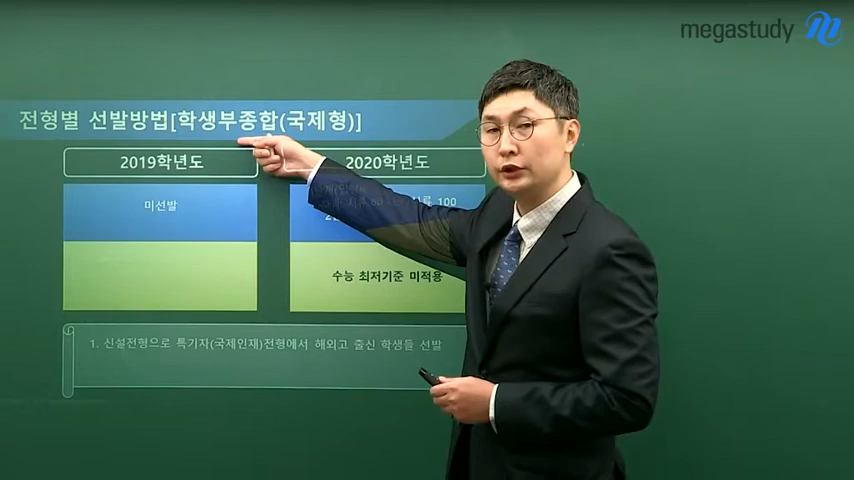 megastudy
전형별 선발방법[학생부종합(국제형)]
2019학년도
2020학년도
미선발
100
수능 최저기준 미적용
1. 신설전형으로 특기자(국제인재)전형에서 해외고 출신 학생들 선발